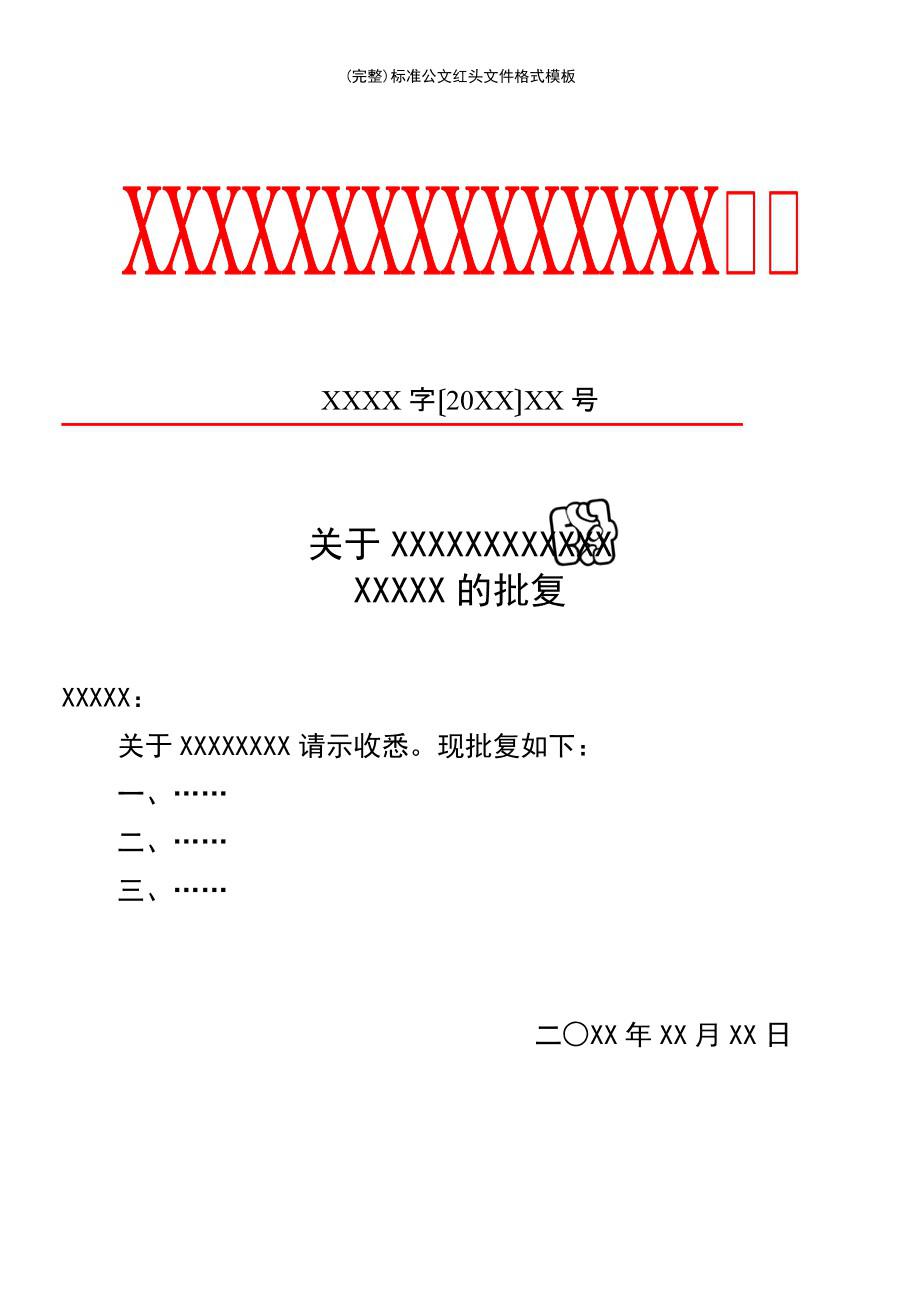 (完整)标准公文红头文件格式模板
XXXXXXXXXXXXXXX
XXXX 字[20XX]XX 号
关于 XXXXXXXXXXXX
XXXXX 的批复
XXXXX：
关于 XXXXXXXX 请示收悉。现批复如下：
一、……
二、……
三、……
二〇XX 年 XX 月 XX 日